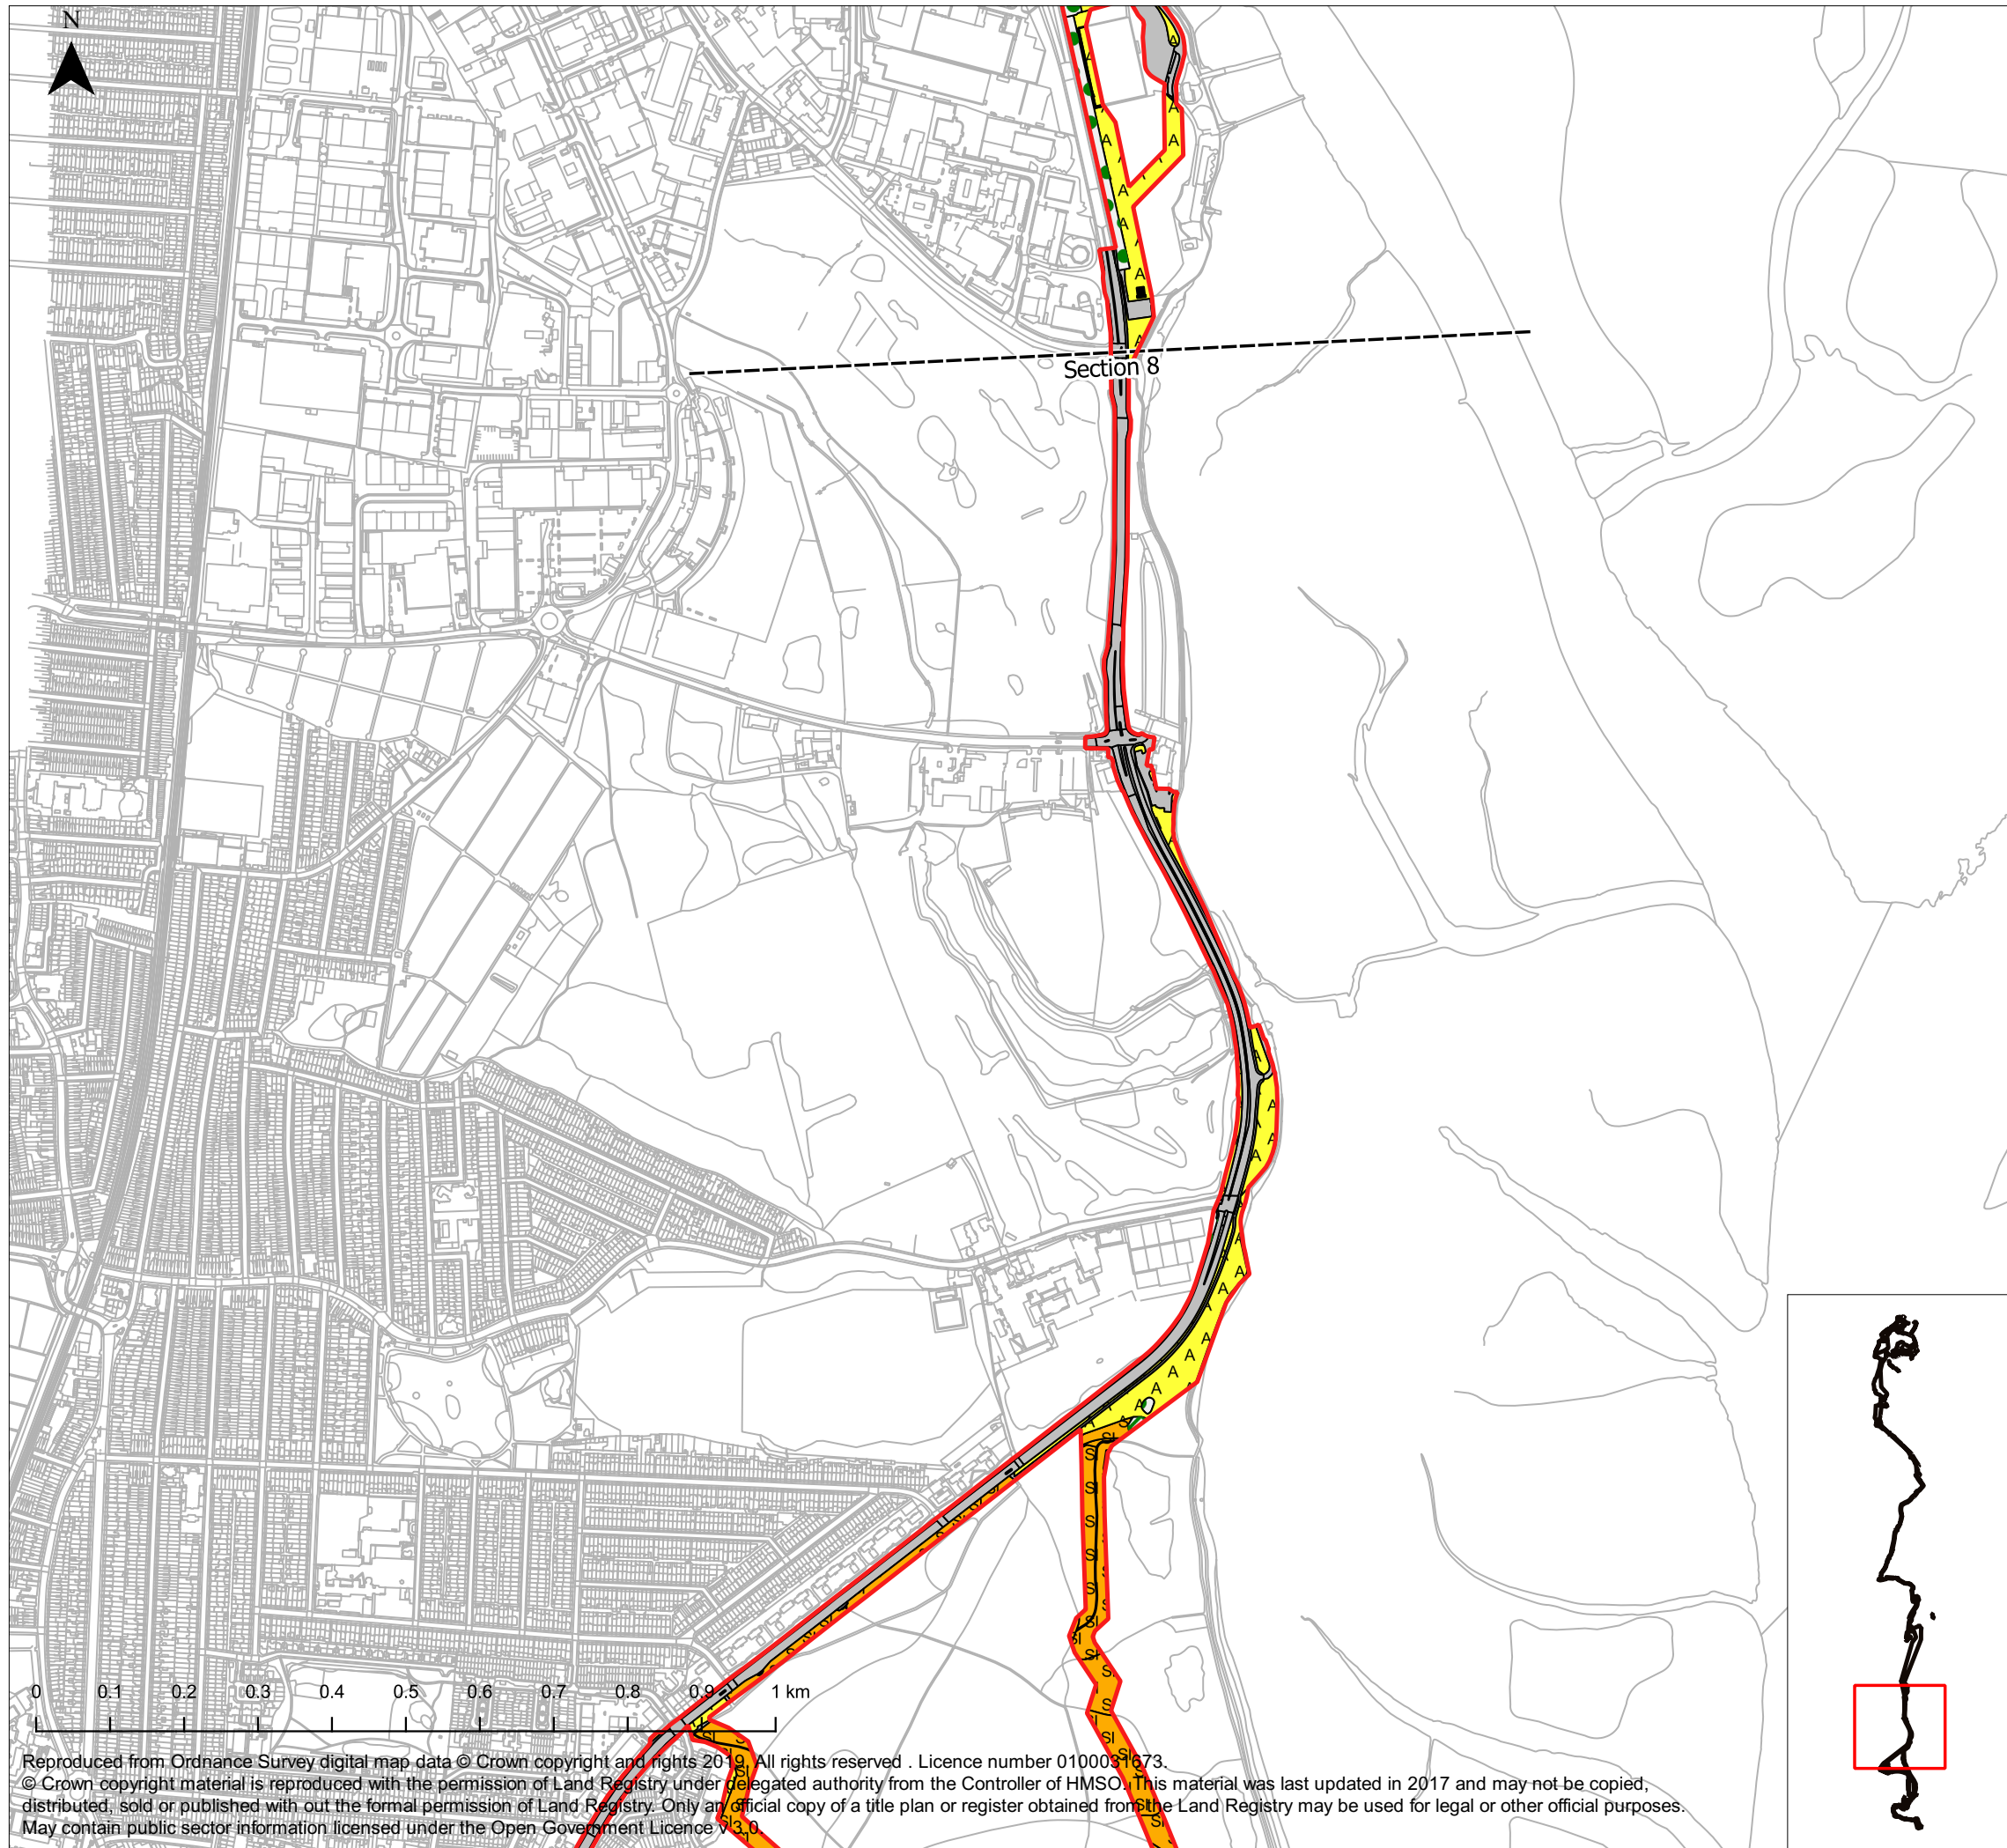 N
Section 8
0 0.1 0.2 0.3 0.4 0.5 0.6 0.7 0.8 0.9 1 km
Reproduced from Ordnance Survey digital map data © Crown copyright and rights 2019. All rights reserved . Licence number 0100031673.
© Crown copyright material is reproduced with the permission of Land Registry under delegated authority from the Controller of HMSO. This material was last updated in 2017 and may not be copied,
distributed, sold or published with out the formal permission of Land Registry. Only an official copy of a title plan or register obtained from the Land Registry may be used for legal or other official purposes.
May contain public sector information licensed under the Open Government Licence v 3.0.